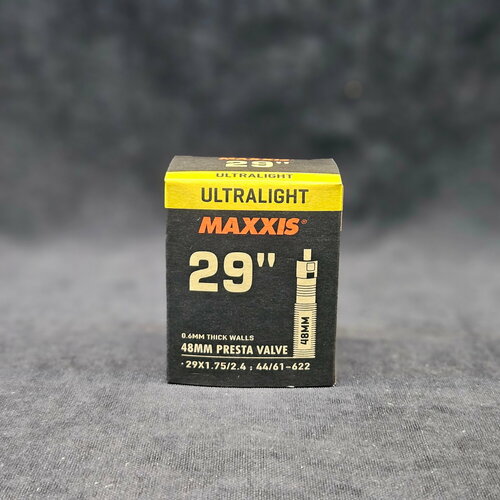 29"
ULTRALIGHT
ULTRALIGHT
MAXXIS®
29"
48MM
0.6MM THICK WALLS
48MM PRESTA VALVE
• 29X1.75/2.4 ; 44/61-622